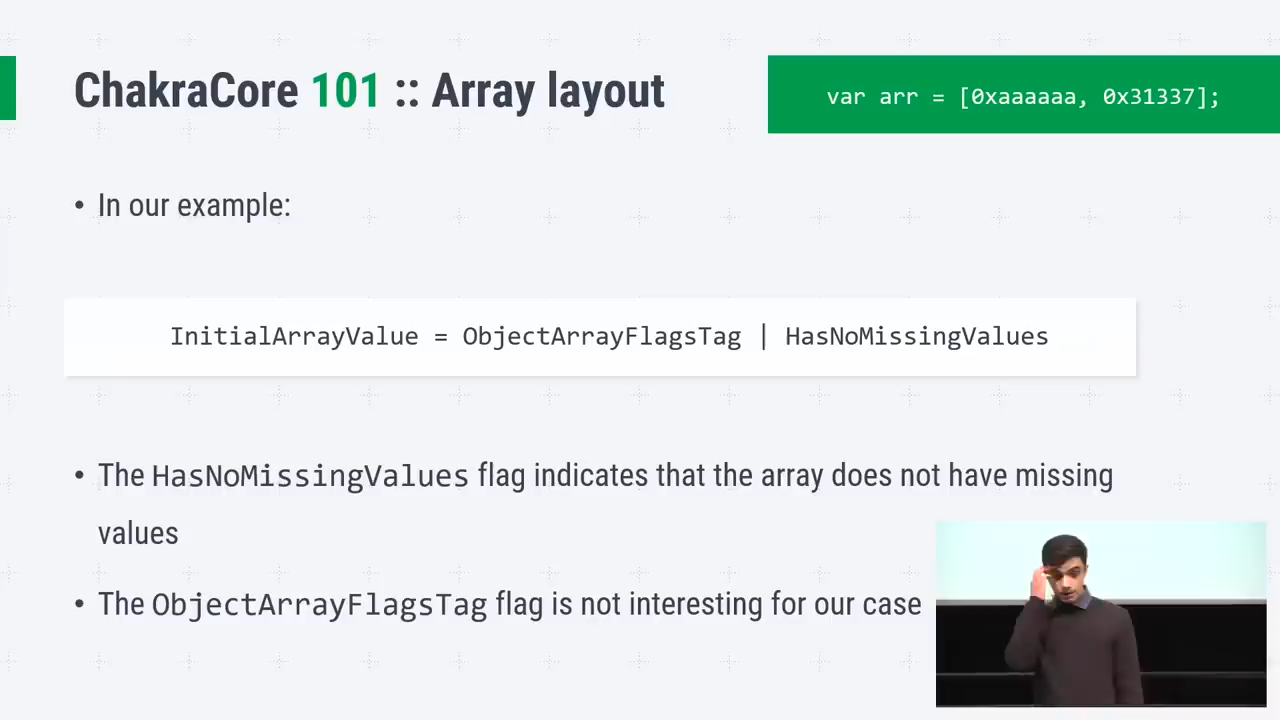 ChakraCore 101 :: Array layout
var arr = [0xaaaaaa, 0x31337];
• In our example:
InitialArrayValue = ObjectArrayFlagsTag | HasNoMissingValues
• The HasNoMissingValues flag indicates that the array does not have missing
values
• The ObjectArrayFlagsTag flag is not interesting for our case